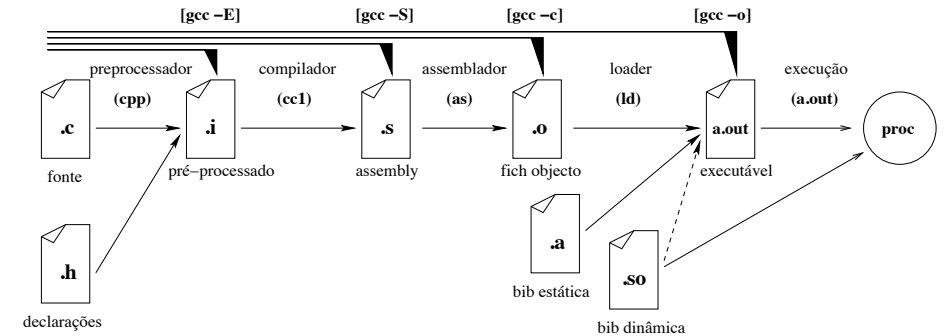 [gcc −E]
[gcc −S]
[gcc −c]
[gcc −o]
preprocessador
compilador
assemblador
loader
execução
(cpp)
(cc1)
(as)
(ld)
(a.out)
.c
.i
.s
.o
a.out
proc
fonte
pré−processado
assembly
fich objecto
executável
.h
.a
.so
declarações
bib estática
bib dinâmica